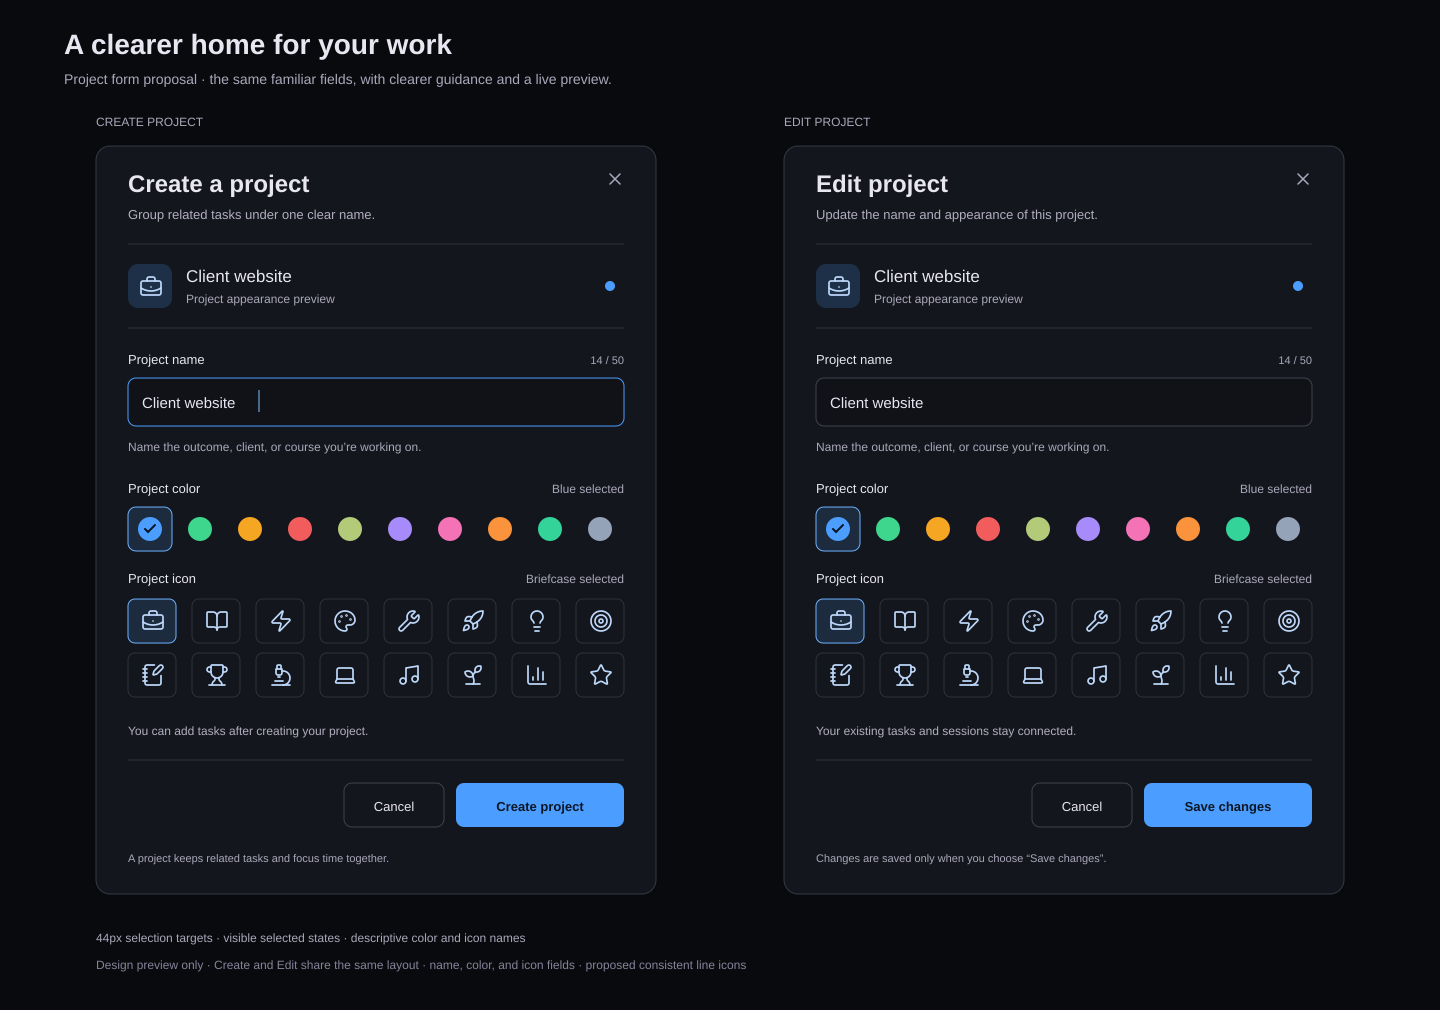 A clearer home for your work
Project form proposal · the same familiar fields, with clearer guidance and a live preview.
CREATE PROJECT
Create a project
Group related tasks under one clear name.
Client website
Project appearance preview
Project name
14 / 50
Client website
Name the outcome, client, or course you’re working on.
Project color
Blue selected
Project icon
Briefcase selected
You can add tasks after creating your project.
Cancel
Create project
A project keeps related tasks and focus time together.
EDIT PROJECT
Edit project
Update the name and appearance of this project.
Client website
Project appearance preview
Project name
14 / 50
Client website
Name the outcome, client, or course you’re working on.
Project color
Blue selected
Project icon
Briefcase selected
Your existing tasks and sessions stay connected.
Cancel
Save changes
Changes are saved only when you choose “Save changes”.
44px selection targets · visible selected states · descriptive color and icon names
Design preview only · Create and Edit share the same layout · name, color, and icon fields · proposed consistent line icons